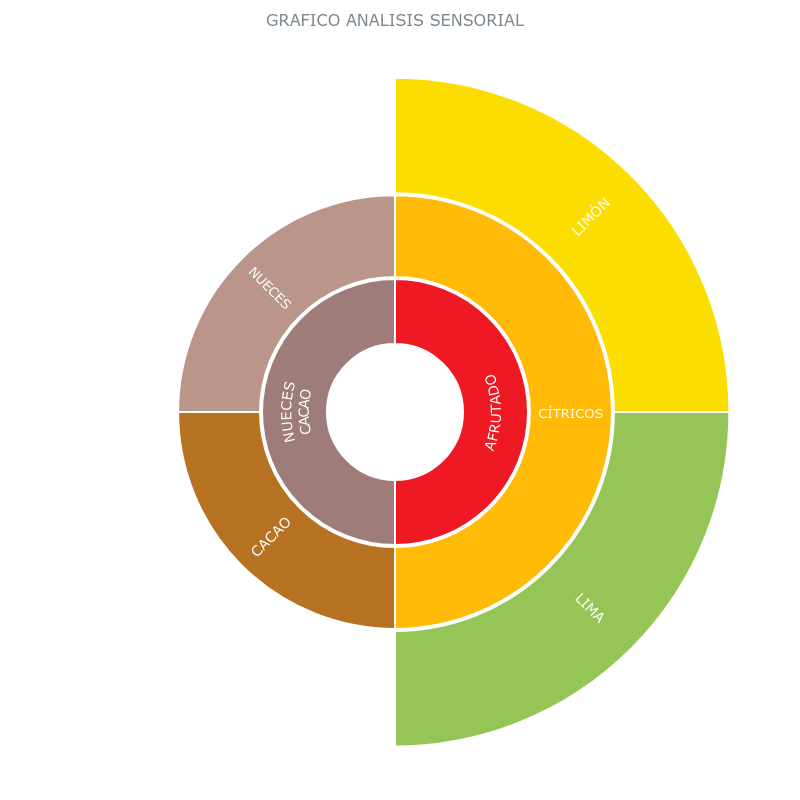 GRAFICO ANALISIS SENSORIAL
LIMÓN
NUECES
NUECES
CACAO
AFRUTADO
CÍTRICOS
CACAO
LIMA